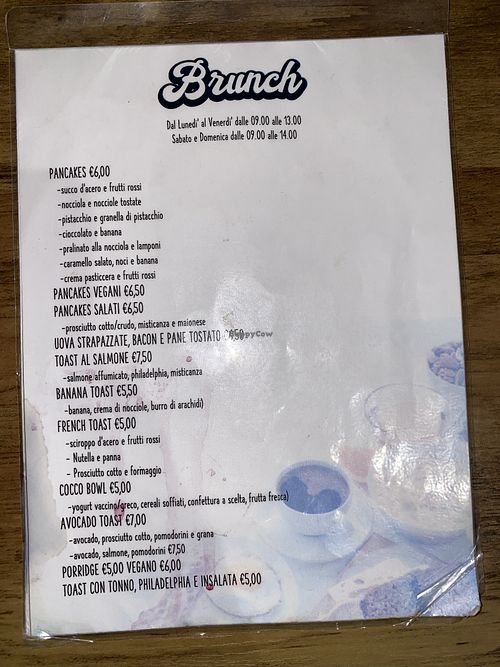 Brunch
Dal Lunedi' al Venerdi' dalle 09.00 alle 13.00
Sabato e Domenica dalle 09.00 alle 14.00
PANCAKES €6,00
-succo d'acero e frutti rossi
-nocciola e nocciole tostate
-pistacchio e granella di pistacchio
-cioccolato e banana
-pralinato alla nocciola e lamponi
-caramello salato, noci e banana
-crema pasticcera e frutti rossi
PANCAKES VEGANI €6,50
PANCAKES SALATI €6,50
-prosciutto cotto/crudo, misticanza e maionese
UOVA STRAPAZZATE, BACON E PANE TOSTATO
TOAST AL SALMONE €7,50
-salmone affumicato, philadelphia, misticanza
BANANA TOAST €5,50
-banana, crema di nocciole, burro di arachidi)
FRENCH TOAST €5,00
-sciroppo d'acero e frutti rossi
- Nutella e panna
- Prosciutto cotto e formaggio
COCCO BOWL €5,00
-yogurt vaccino/greco, cereali soffiati, confettura a scelta, frutta fresca)
AVOCADO TOAST €7,00
-avocado, prosciutto cotto, pomodorini e grana
-avocado, salmone, pomodorini €7,50
PORRIDGE €5,00 VEGANO €6,00
TOAST CON TONNO, PHILADELPHIA E INSALATA €5,00